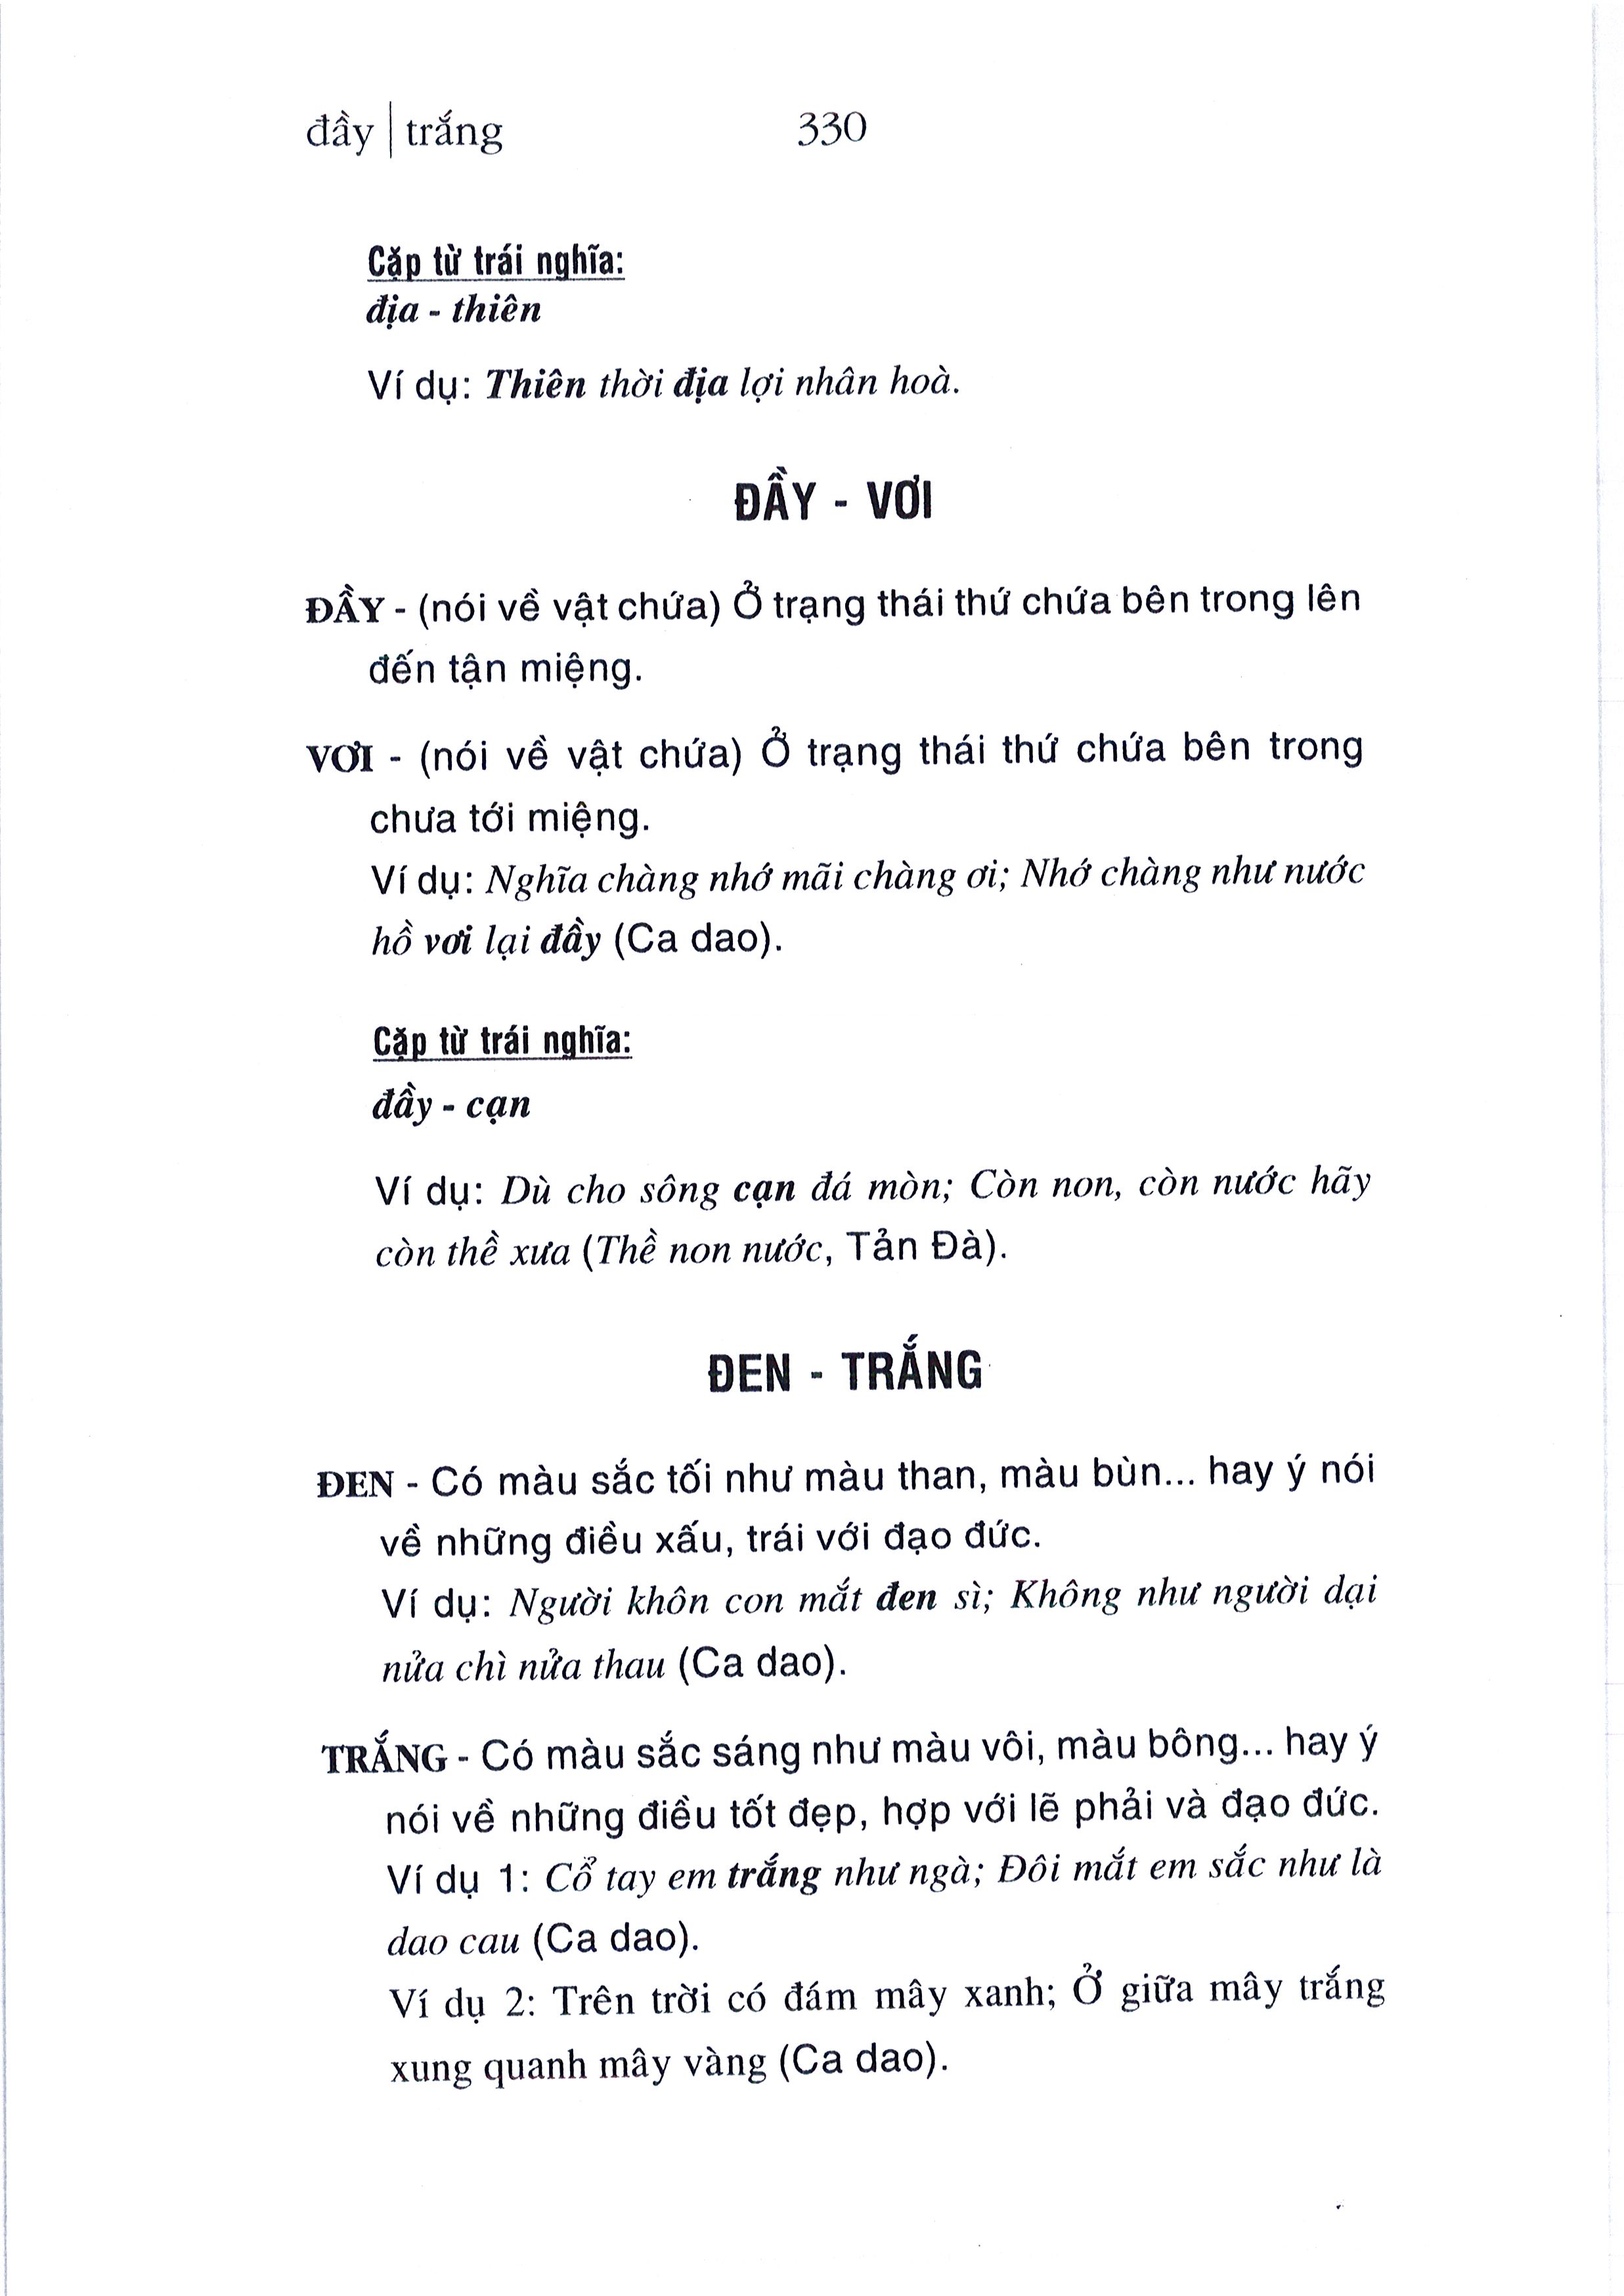 đầy | trắng 330
Cặp từ trái nghĩa:
địa - thiên
Ví dụ: Thiên thời địa lợi nhân hoà.
ĐẦY - VƠI
ĐẦY - (nói về vật chứa) Ở trạng thái thứ chứa bên trong lên
đến tận miệng.
VƠI - (nói về vật chứa) Ở trạng thái thứ chứa bên trong
chưa tới miệng.
Ví dụ: Nghĩa chàng nhớ mãi chàng ơi; Nhớ chàng như nước
hồ vơi lại đầy (Ca dao).
Cặp từ trái nghĩa:
đầy - cạn
Ví dụ: Dù cho sông cạn đá mòn; Còn non, còn nước hãy
còn thề xưa (Thề non nước, Tản Đà).
ĐEN - TRẮNG
ĐEN - Có màu sắc tối như màu than, màu bùn... hay ý nói
về những điều xấu, trái với đạo đức.
Ví dụ: Người khôn con mắt đen sì; Không như người dại
nửa chì nửa thau (Ca dao).
TRẮNG - Có màu sắc sáng như màu vôi, màu bông... hay ý
nói về những điều tốt đẹp, hợp với lẽ phải và đạo đức.
Ví dụ 1: Cổ tay em trắng như ngà; Đôi mắt em sắc như là
dao cau (Ca dao).
Ví dụ 2: Trên trời có đám mây xanh; Ở giữa mây trắng
xung quanh mây vàng (Ca dao).